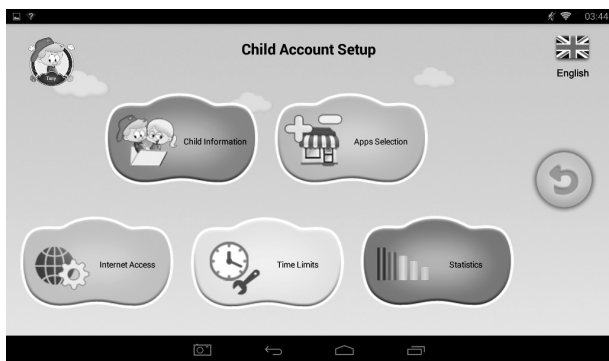 03:44
Child Account Setup
English
Child Information
Apps Selection
Internet Access
Time Limits
Statistics